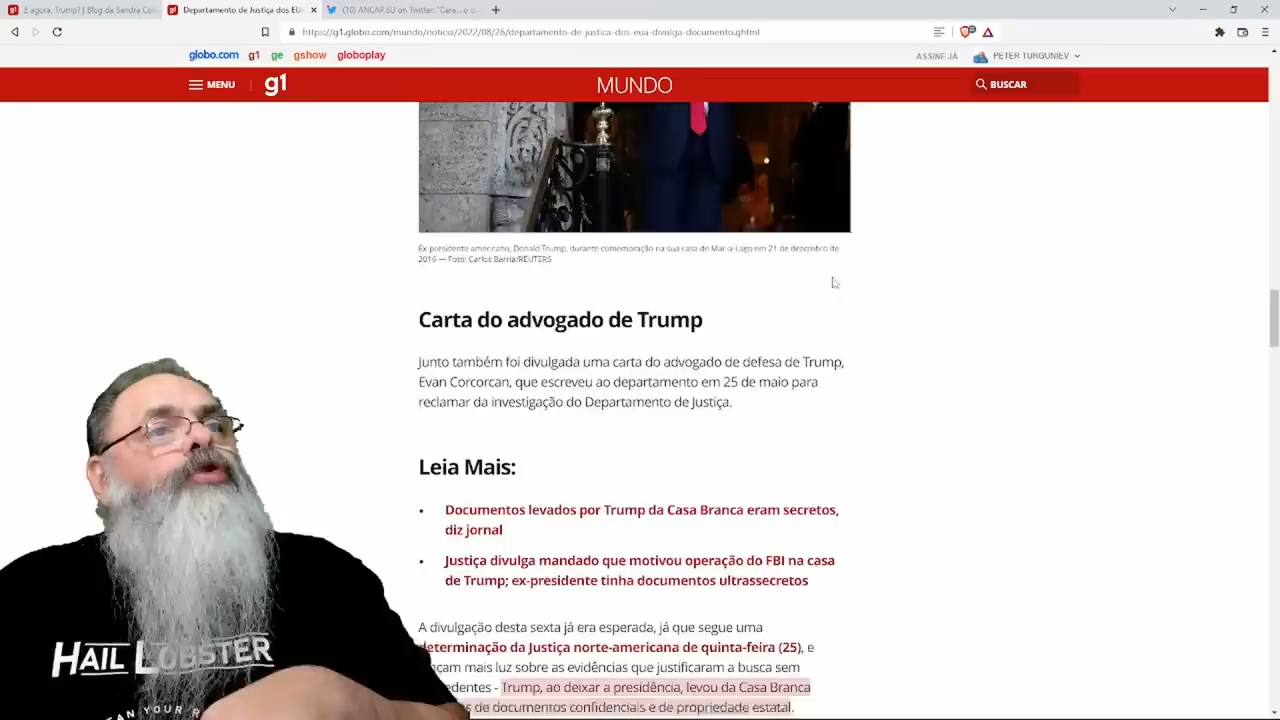 E agora, Trump? | Blog da Sandra Coh
Departamento de Justiça dos EUA
(10) ANCAP.SU on Twitter: "Cara... o o
https://g1.globo.com/mundo/noticia/2022/08/26/departamento-de-justica-dos-eua-divulga-documento.ghtml
globo.com g1 ge gshow globoplay
ASSINE JÁ
PETER TURGUNIEV
MENU
g1
MUNDO
BUSCAR
Ex-presidente americano, Donald Trump, durante comemoração na sua casa de Mar-a-Lago em 21 de dezembro de
2016 — Foto: Carlos Barria/REUTERS
Carta do advogado de Trump
Junto também foi divulgada uma carta do advogado de defesa de Trump,
Evan Corcorcan, que escreveu ao departamento em 25 de maio para
reclamar da investigação do Departamento de Justiça.
Leia Mais:
• Documentos levados por Trump da Casa Branca eram secretos,
diz jornal
• Justiça divulga mandado que motivou operação do FBI na casa
de Trump; ex-presidente tinha documentos ultrassecretos
A divulgação desta sexta já era esperada, já que segue uma
determinação da Justiça norte-americana de quinta-feira (25), e
nçam mais luz sobre as evidências que justificaram a busca sem
edentes - Trump, ao deixar a presidência, levou da Casa Branca
s de documentos confidenciais e de propriedade estatal.
HAIL LOBSTER
EAN YOUR R